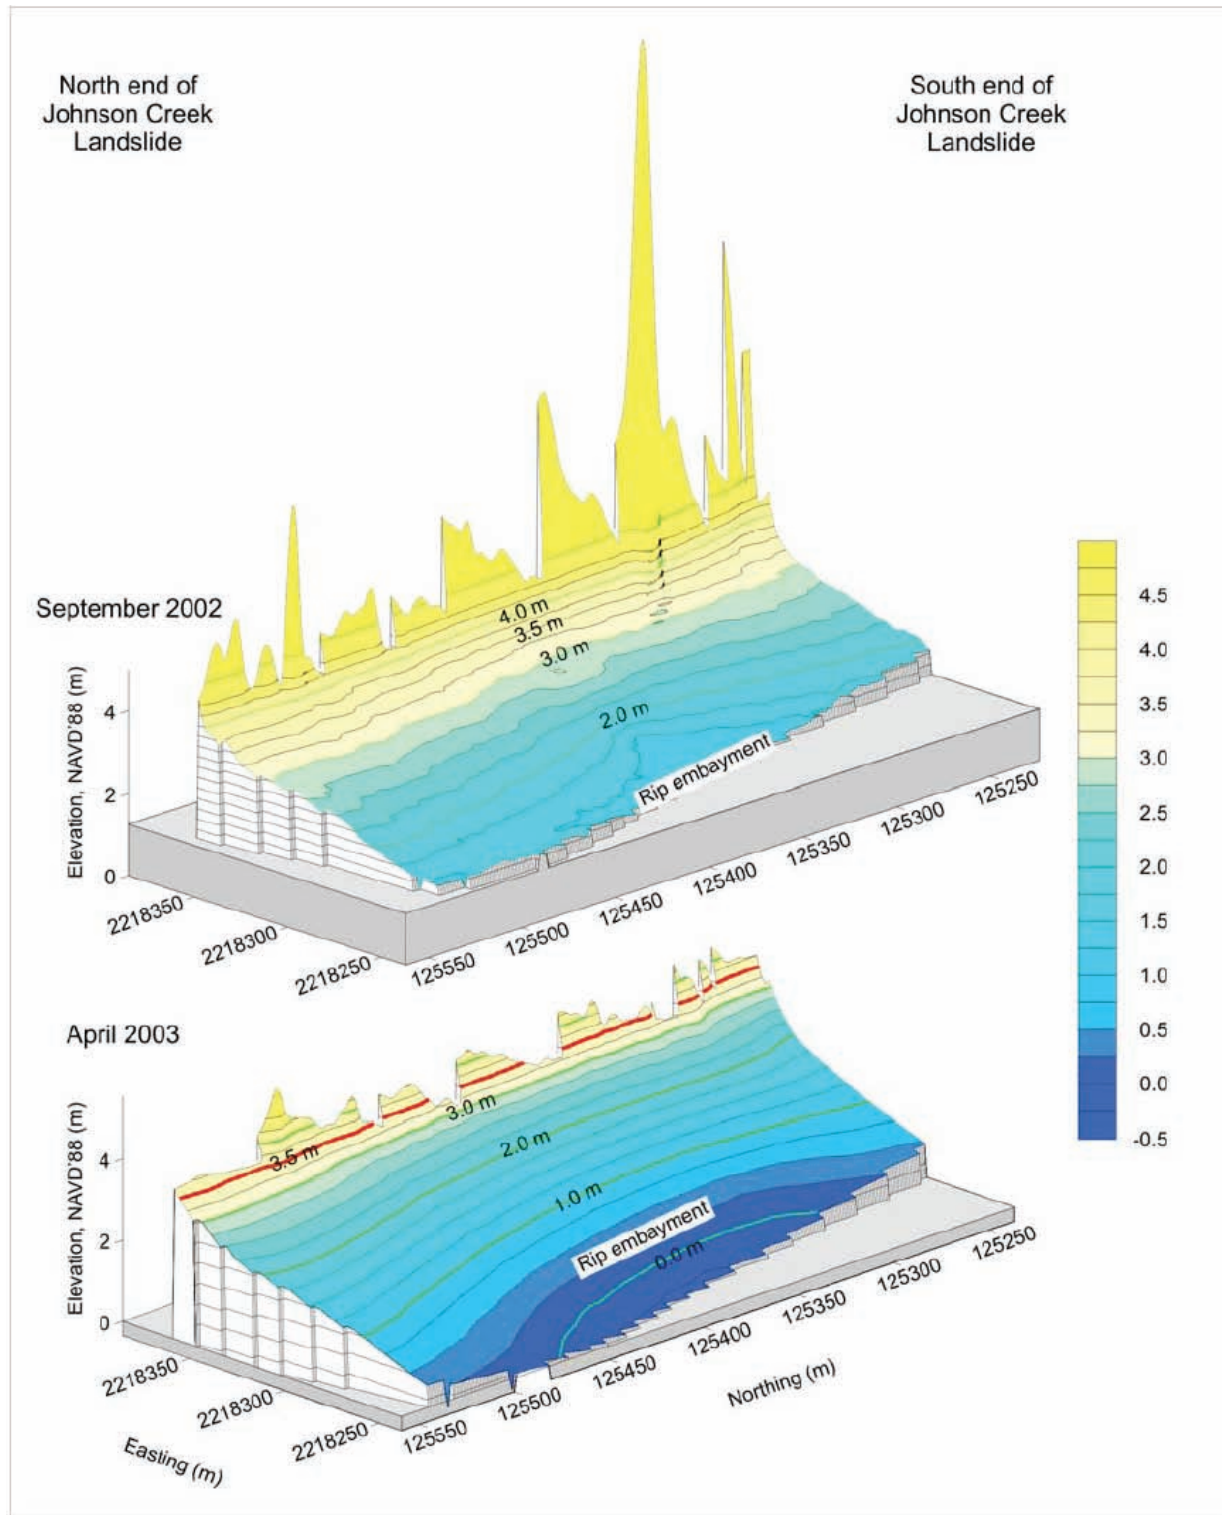 North end of
Johnson Creek
Landslide
South end of
Johnson Creek
Landslide
September 2002
4.0 m
3.5 m
3.0 m
2.0 m
Rip embayment
Elevation, NAVD'88 (m)
4
2
0
2218350
2218300
2218250
125550
125500
125450
125400
125350
125300
125250
4.5
4.0
3.5
3.0
2.5
2.0
1.5
1.0
0.5
0.0
-0.5
April 2003
3.5 m
3.0 m
2.0 m
1.0 m
Rip embayment
0.0 m
Elevation, NAVD'88 (m)
4
2
0
2218350
2218300
2218250
Easting (m)
125550
125500
125450
125400
125350
125300
125250
Northing (m)